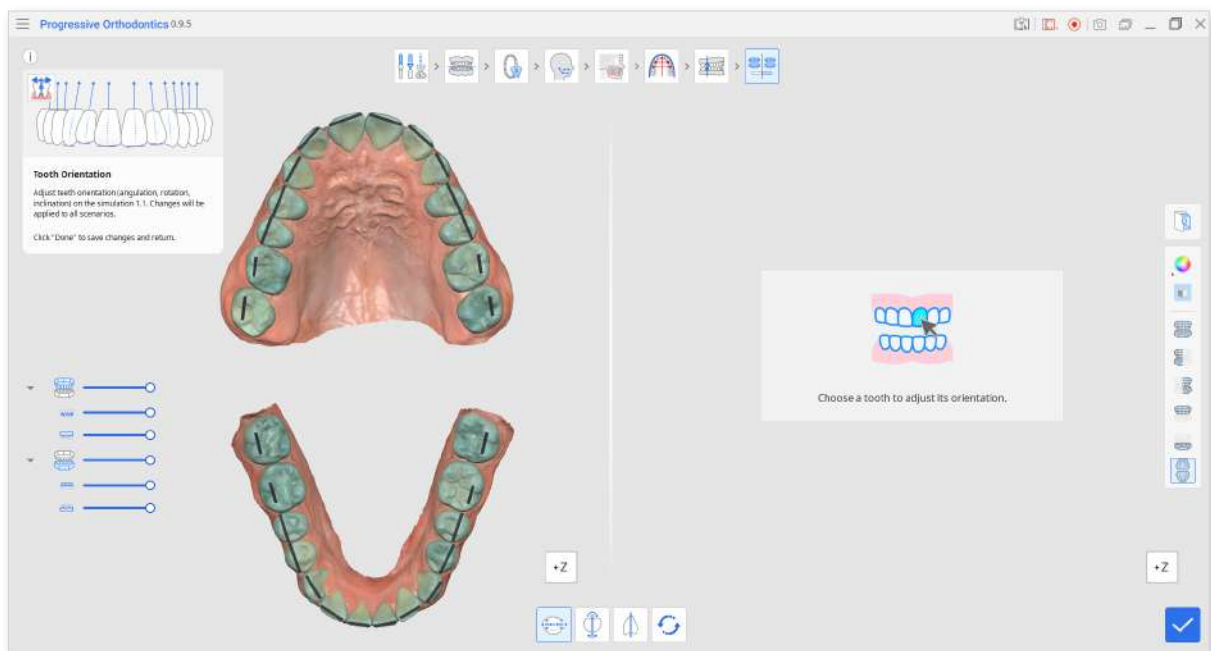 Progressive Orthodontics 0.9.5
Tooth Orientation
Adjust teeth orientation (angulation, rotation,
inclination) on the simulation 1.1. Changes will be
applied to all scenarios.
Click "Done" to save changes and return.
Choose a tooth to adjust its orientation.
+Z
+Z